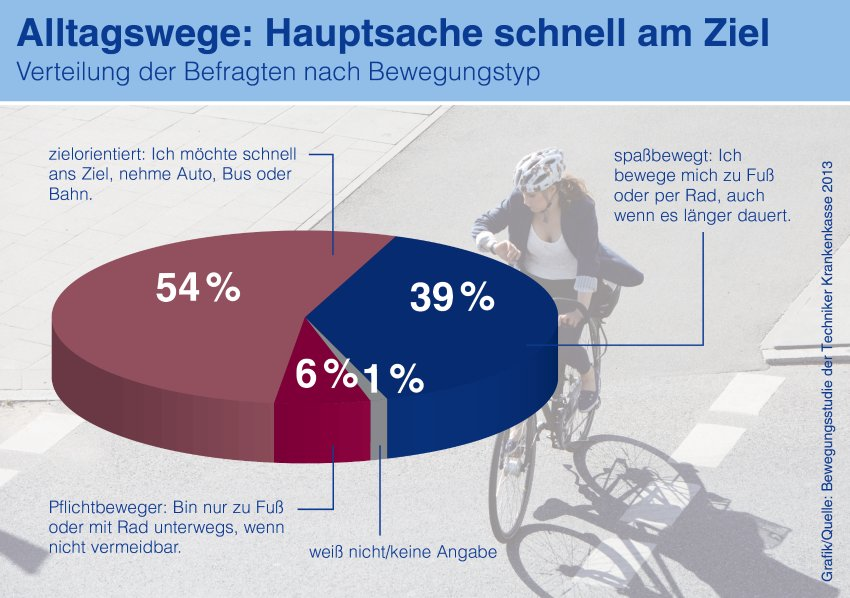 Alltagswege: Hauptsache schnell am Ziel
Verteilung der Befragten nach Bewegungstyp
zielorientiert: Ich möchte schnell
ans Ziel, nehme Auto, Bus oder
Bahn.
spaßbewegt: Ich
bewege mich zu Fuß
oder per Rad, auch
wenn es länger dauert.
54 %
39 %
6 %
1 %
Pflichtbeweger: Bin nur zu Fuß
oder mit Rad unterwegs, wenn
nicht vermeidbar.
weiß nicht/keine Angabe
Grafik/Quelle: Bewegungsstudie der Techniker Krankenkasse 2013